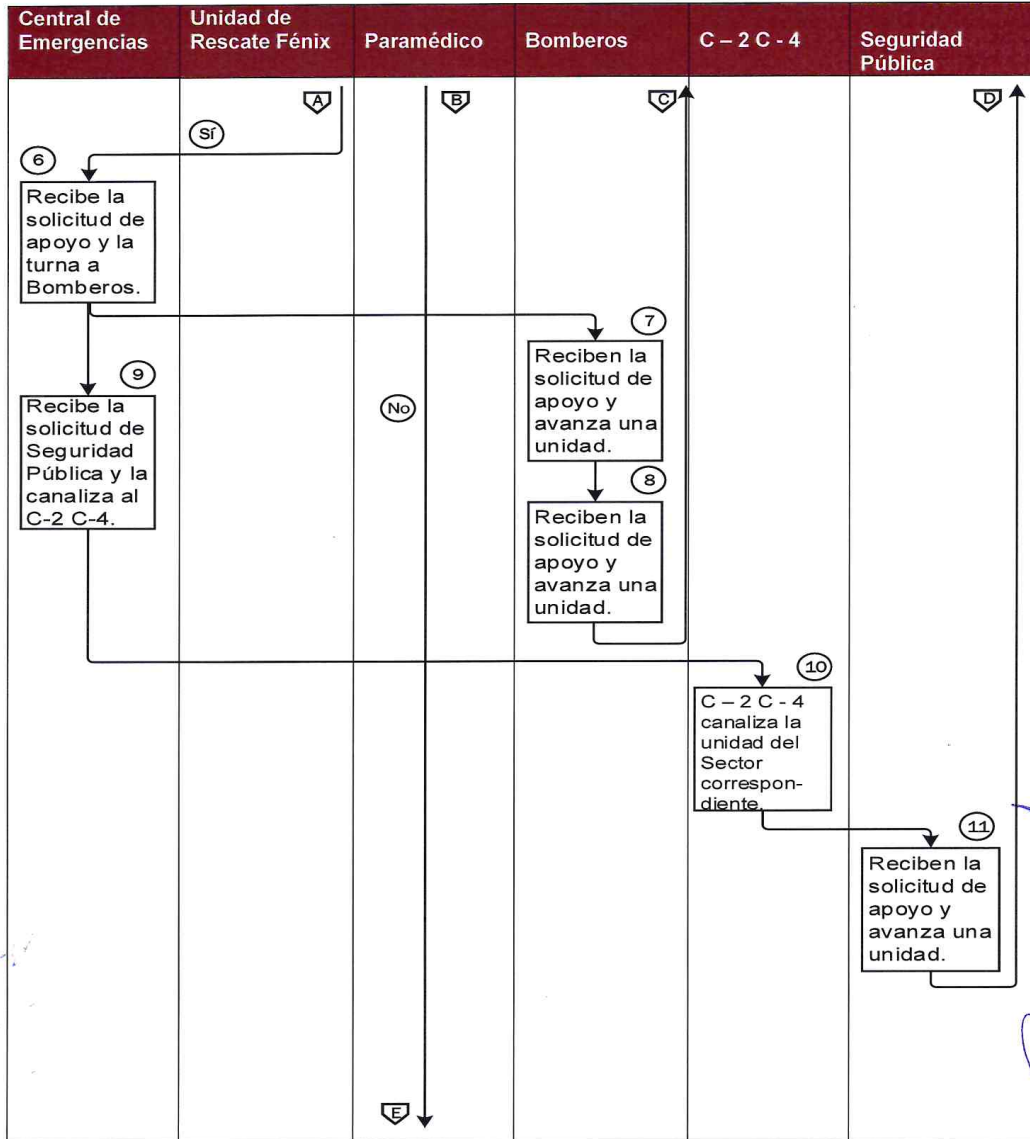 Central de
Emergencias
Unidad de
Rescate Fénix
Paramédico
Bomberos
C – 2 C - 4
Seguridad
Pública
A
B
C
D
Sí
6
Recibe la
solicitud de
apoyo y la
turna a
Bomberos.
7
Reciben la
solicitud de
apoyo y
avanza una
unidad.
9
Recibe la
solicitud de
Seguridad
Pública y la
canaliza al
C-2 C-4.
No
8
Reciben la
solicitud de
apoyo y
avanza una
unidad.
10
C – 2 C - 4
canaliza la
unidad del
Sector
correspon-
diente.
11
Reciben la
solicitud de
apoyo y
avanza una
unidad.
E